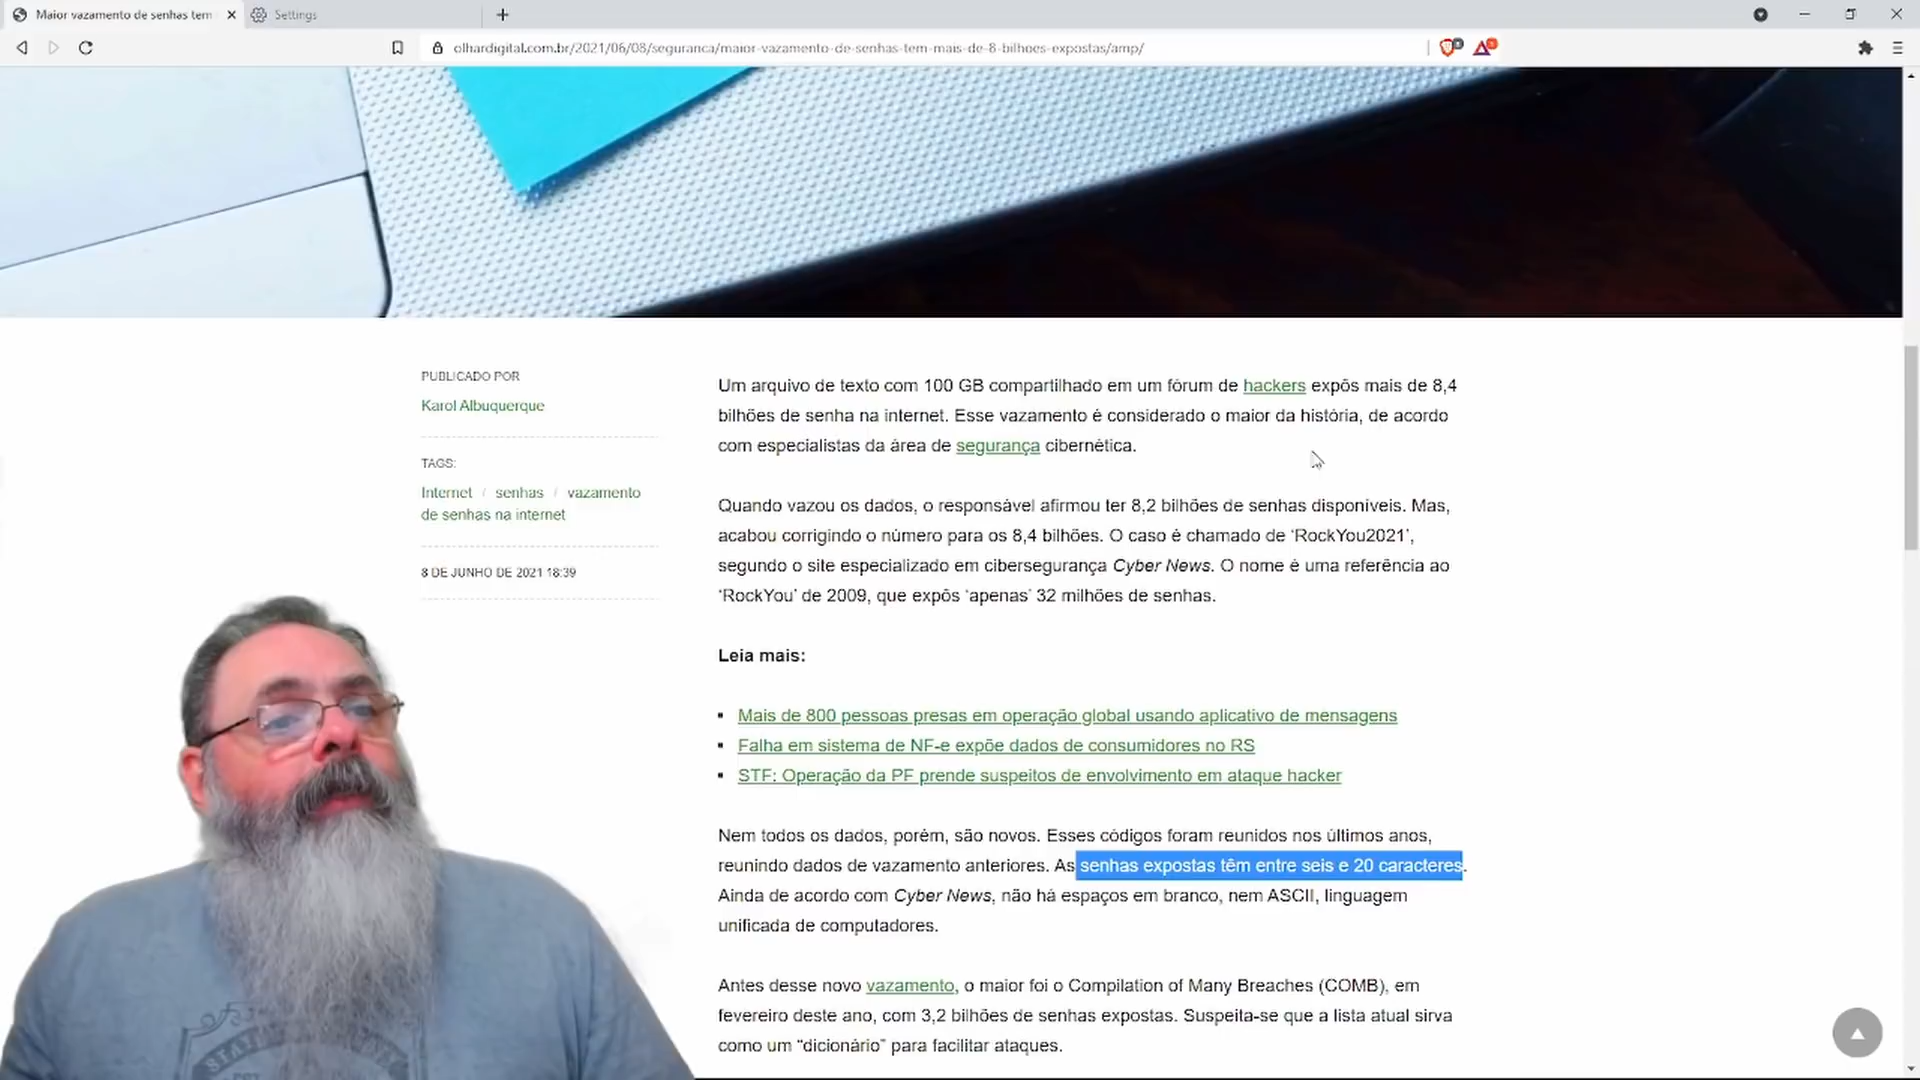 Maior vazamento de senhas tem
Settings
olhardigital.com.br/2021/06/08/seguranca/maior-vazamento-de-senhas-tem-mais-de-8-bilhoes-expostas/amp/
PUBLICADO POR
Karol Albuquerque
TAGS:
Internet / senhas / vazamento
de senhas na internet
8 DE JUNHO DE 2021 18:39
Um arquivo de texto com 100 GB compartilhado em um fórum de hackers expôs mais de 8,4
bilhões de senha na internet. Esse vazamento é considerado o maior da história, de acordo
com especialistas da área de segurança cibernética.
Quando vazou os dados, o responsável afirmou ter 8,2 bilhões de senhas disponíveis. Mas,
acabou corrigindo o número para os 8,4 bilhões. O caso é chamado de ‘RockYou2021’,
segundo o site especializado em cibersegurança Cyber News. O nome é uma referência ao
‘RockYou’ de 2009, que expôs ‘apenas’ 32 milhões de senhas.
Leia mais:
Mais de 800 pessoas presas em operação global usando aplicativo de mensagens
Falha em sistema de NF-e expõe dados de consumidores no RS
STF: Operação da PF prende suspeitos de envolvimento em ataque hacker
Nem todos os dados, porém, são novos. Esses códigos foram reunidos nos últimos anos,
reunindo dados de vazamento anteriores. As senhas expostas têm entre seis e 20 caracteres.
Ainda de acordo com Cyber News, não há espaços em branco, nem ASCII, linguagem
unificada de computadores.
Antes desse novo vazamento, o maior foi o Compilation of Many Breaches (COMB), em
fevereiro deste ano, com 3,2 bilhões de senhas expostas. Suspeita-se que a lista atual sirva
como um “dicionário” para facilitar ataques.